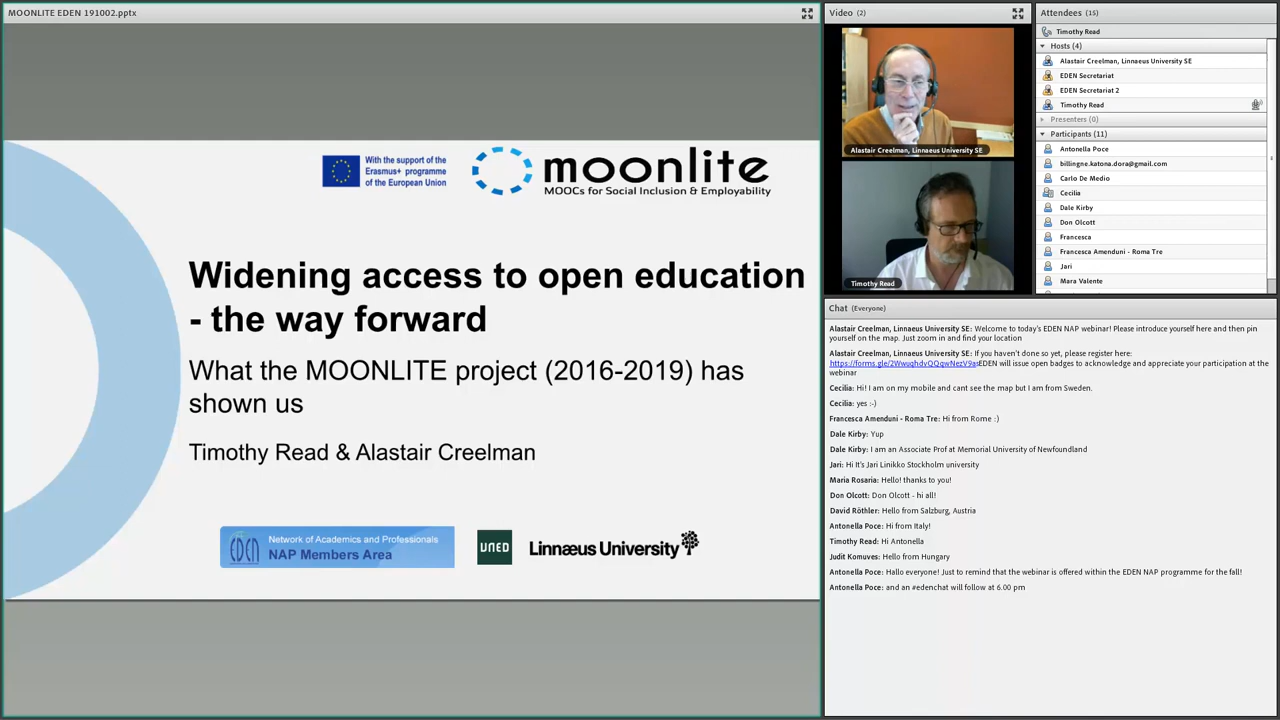 MOONLITE EDEN 191002.pptx
With the support of the
Erasmus+ programme
of the European Union
moonlite
MOOCs for Social Inclusion & Employability
Widening access to open education
- the way forward
What the MOONLITE project (2016-2019) has
shown us
Timothy Read & Alastair Creelman
EDEN
Network of Academics and Professionals
NAP Members Area
UNED
Linnæus University
Video (2)
Alastair Creelman, Linnaeus University SE
Timothy Read
Attendees (15)
Timothy Read
Hosts (4)
Alastair Creelman, Linnaeus University SE
EDEN Secretariat
EDEN Secretariat 2
Timothy Read
Presenters (0)
Participants (11)
Antonella Poce
billingne.katona.dora@gmail.com
Carlo De Medio
Cecilia
Dale Kirby
Don Olcott
Francesca
Francesca Amenduni - Roma Tre
Jari
Mara Valente
Chat (Everyone)
Alastair Creelman, Linnaeus University SE: Welcome to today's EDEN NAP webinar! Please introduce yourself here and then pin
yourself on the map. Just zoom in and find your location
Alastair Creelman, Linnaeus University SE: If you haven't done so yet, please register here:
https://forms.gle/2WwuqhdvQQqwNezV9asEDEN will issue open badges to acknowledge and appreciate your participation at the
webinar
Cecilia: Hi! I am on my mobile and cant see the map but I am from Sweden.
Cecilia: yes :-)
Francesca Amenduni - Roma Tre: Hi from Rome :)
Dale Kirby: Yup
Dale Kirby: I am an Associate Prof at Memorial University of Newfoundland
Jari: Hi It's Jari Linikko Stockholm university
Maria Rosaria: Hello! thanks to you!
Don Olcott: Don Olcott - hi all!
David Röthler: Hello from Salzburg, Austria
Antonella Poce: Hi from Italy!
Timothy Read: Hi Antonella
Judit Komuves: Hello from Hungary
Antonella Poce: Hallo everyone! Just to remind that the webinar is offered within the EDEN NAP programme for the fall!
Antonella Poce: and an #edenchat will follow at 6.00 pm